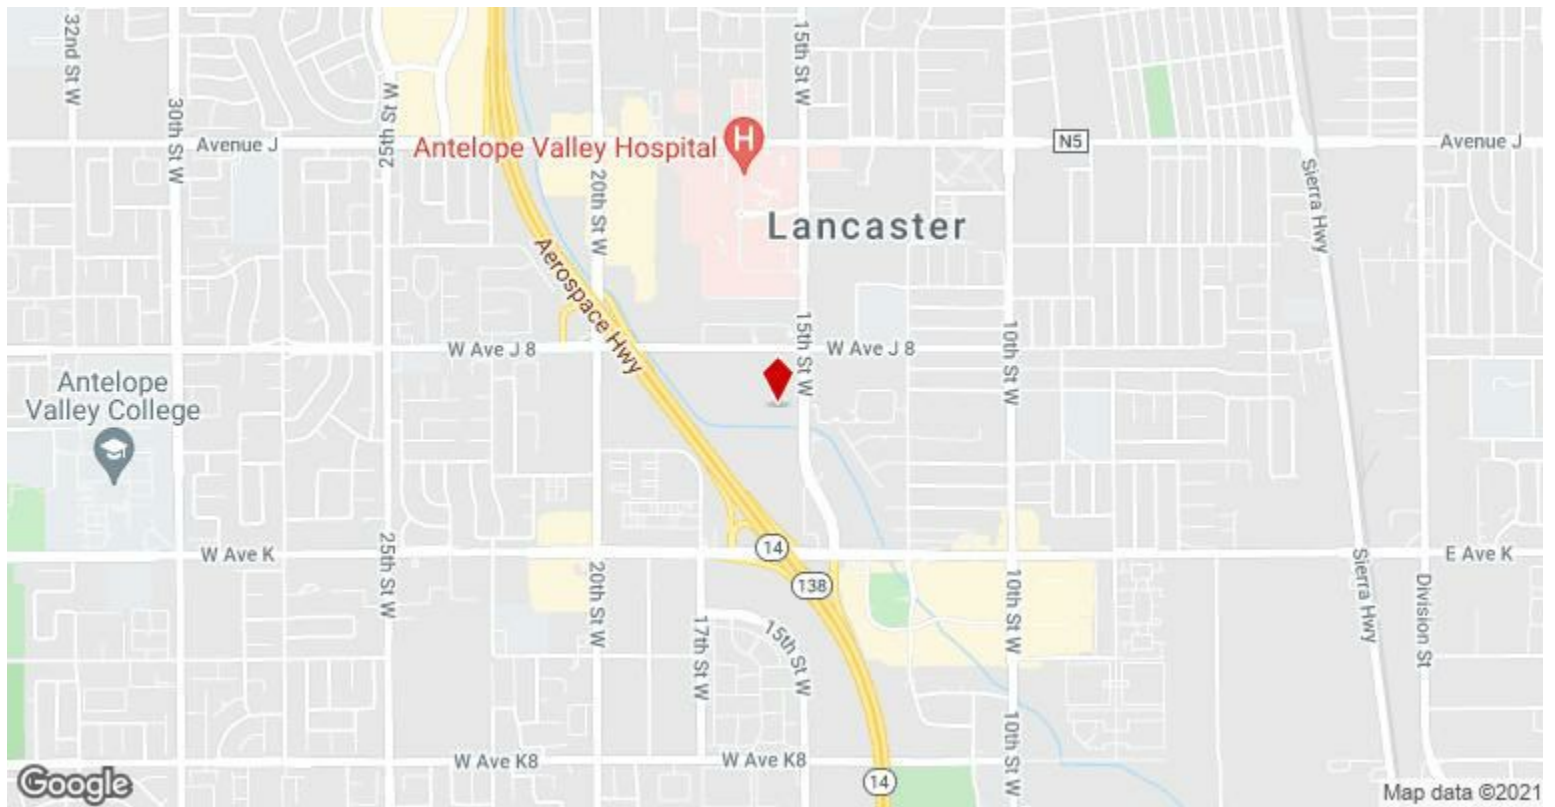 32nd St W
15th St W
30th St W
25th St W
Avenue J
Antelope Valley Hospital
H
N5
Avenue J
20th St W
Sierra Hwy
Lancaster
Aerospace Hwy
W Ave J 8
15th St W
W Ave J 8
10th St W
Antelope
Valley College
W Ave K
25th St W
14
E Ave K
138
20th St W
10th St W
Sierra Hwy
Division St
17th St W
15th St W
10th St W
W Ave K8
W Ave K8
14
Google
Map data ©2021